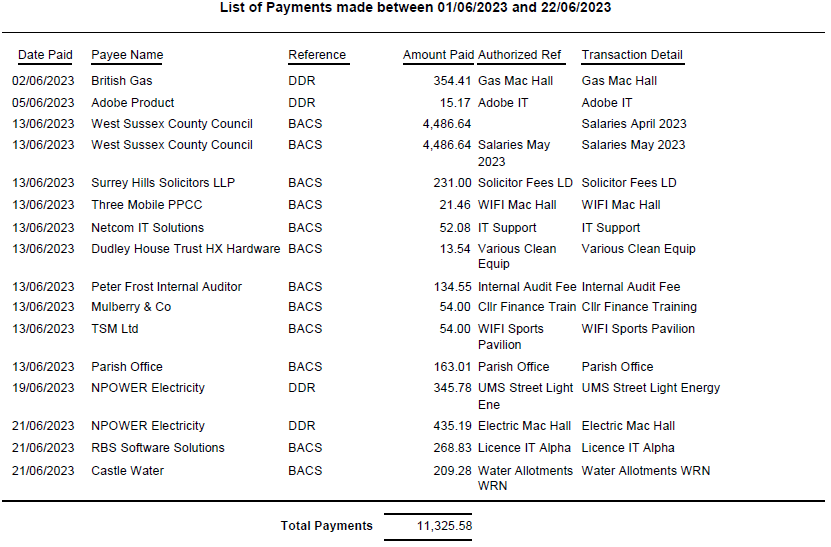 List of Payments made between 01/06/2023 and 22/06/2023
Date Paid Payee Name Reference Amount Paid Authorized Ref Transaction Detail
02/06/2023 British Gas DDR 354.41 Gas Mac Hall Gas Mac Hall
05/06/2023 Adobe Product DDR 15.17 Adobe IT Adobe IT
13/06/2023 West Sussex County Council BACS 4,486.64 Salaries April 2023
13/06/2023 West Sussex County Council BACS 4,486.64 Salaries May Salaries May 2023
2023
13/06/2023 Surrey Hills Solicitors LLP BACS 231.00 Solicitor Fees LD Solicitor Fees LD
13/06/2023 Three Mobile PPCC BACS 21.46 WIFI Mac Hall WIFI Mac Hall
13/06/2023 Netcom IT Solutions BACS 52.08 IT Support IT Support
13/06/2023 Dudley House Trust HX Hardware BACS 13.54 Various Clean Various Clean Equip
Equip
13/06/2023 Peter Frost Internal Auditor BACS 134.55 Internal Audit Fee Internal Audit Fee
13/06/2023 Mulberry & Co BACS 54.00 Cllr Finance Train Cllr Finance Training
13/06/2023 TSM Ltd BACS 54.00 WIFI Sports WIFI Sports Pavilion
Pavilion
13/06/2023 Parish Office BACS 163.01 Parish Office Parish Office
19/06/2023 NPOWER Electricity DDR 345.78 UMS Street Light UMS Street Light Energy
Ene
21/06/2023 NPOWER Electricity DDR 435.19 Electric Mac Hall Electric Mac Hall
21/06/2023 RBS Software Solutions BACS 268.83 Licence IT Alpha Licence IT Alpha
21/06/2023 Castle Water BACS 209.28 Water Allotments Water Allotments WRN
WRN
Total Payments 11,325.58